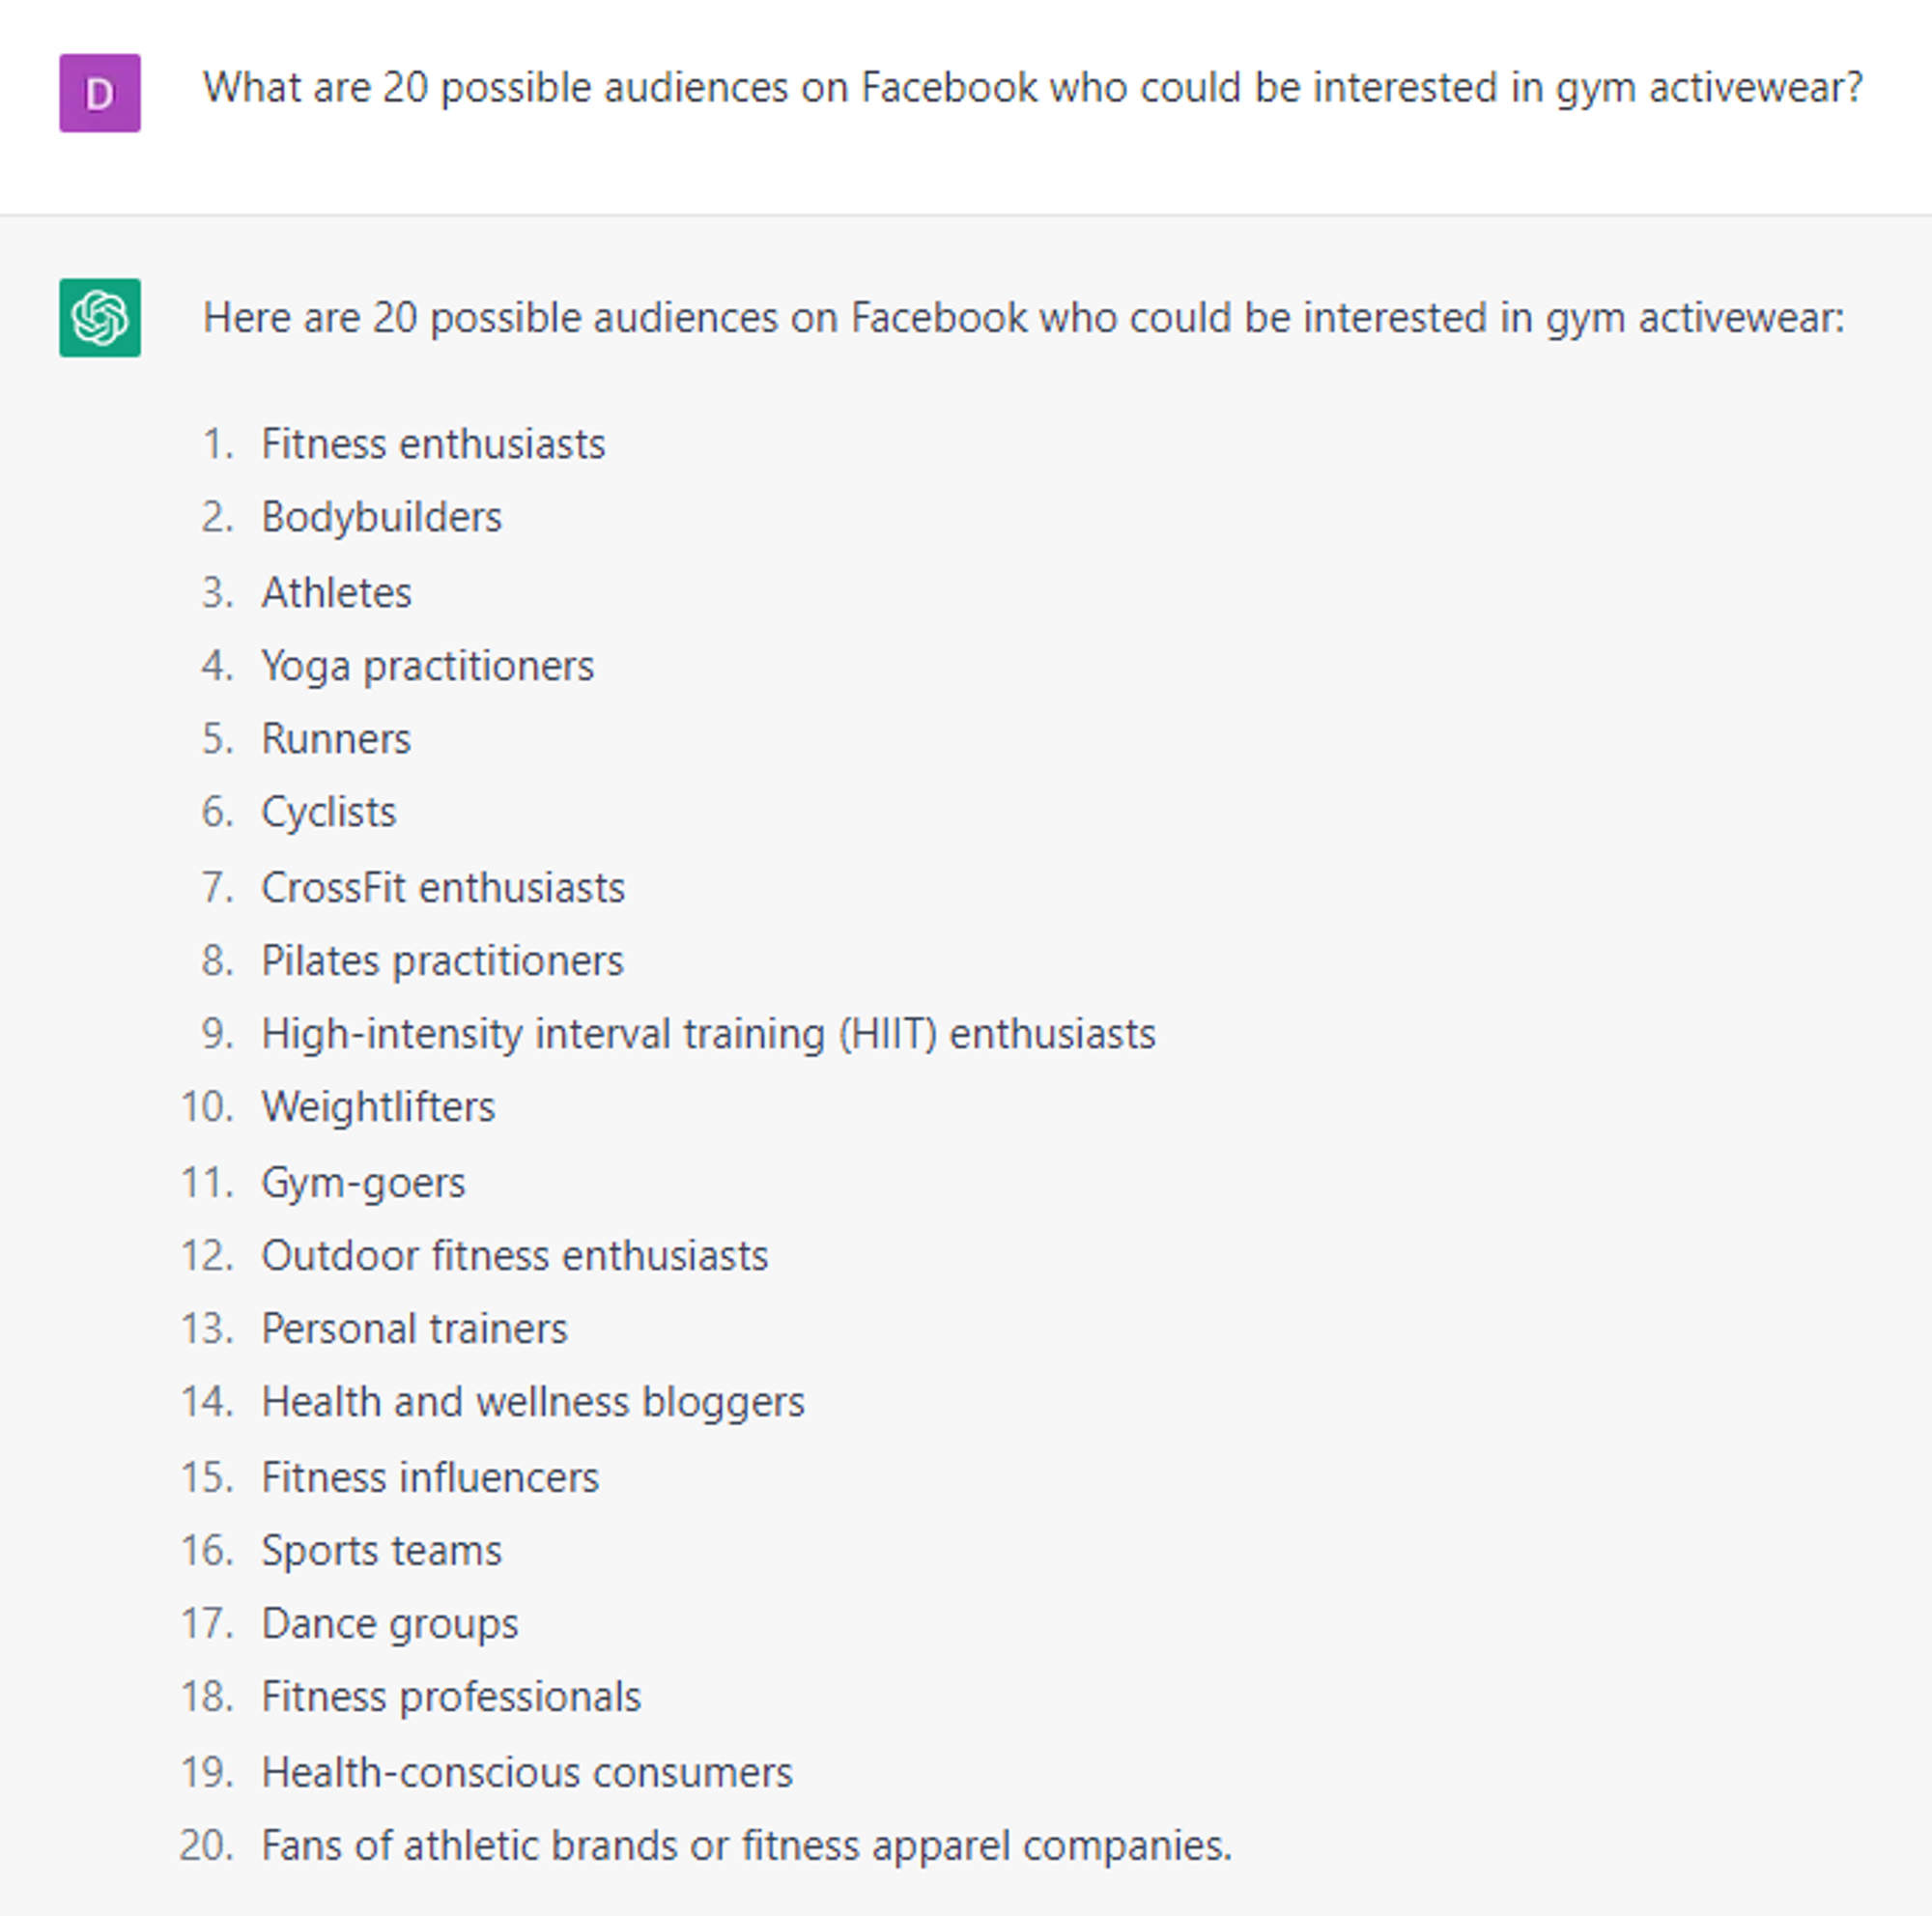 D
What are 20 possible audiences on Facebook who could be interested in gym activewear?
Here are 20 possible audiences on Facebook who could be interested in gym activewear:
1. Fitness enthusiasts
2. Bodybuilders
3. Athletes
4. Yoga practitioners
5. Runners
6. Cyclists
7. CrossFit enthusiasts
8. Pilates practitioners
9. High-intensity interval training (HIIT) enthusiasts
10. Weightlifters
11. Gym-goers
12. Outdoor fitness enthusiasts
13. Personal trainers
14. Health and wellness bloggers
15. Fitness influencers
16. Sports teams
17. Dance groups
18. Fitness professionals
19. Health-conscious consumers
20. Fans of athletic brands or fitness apparel companies.